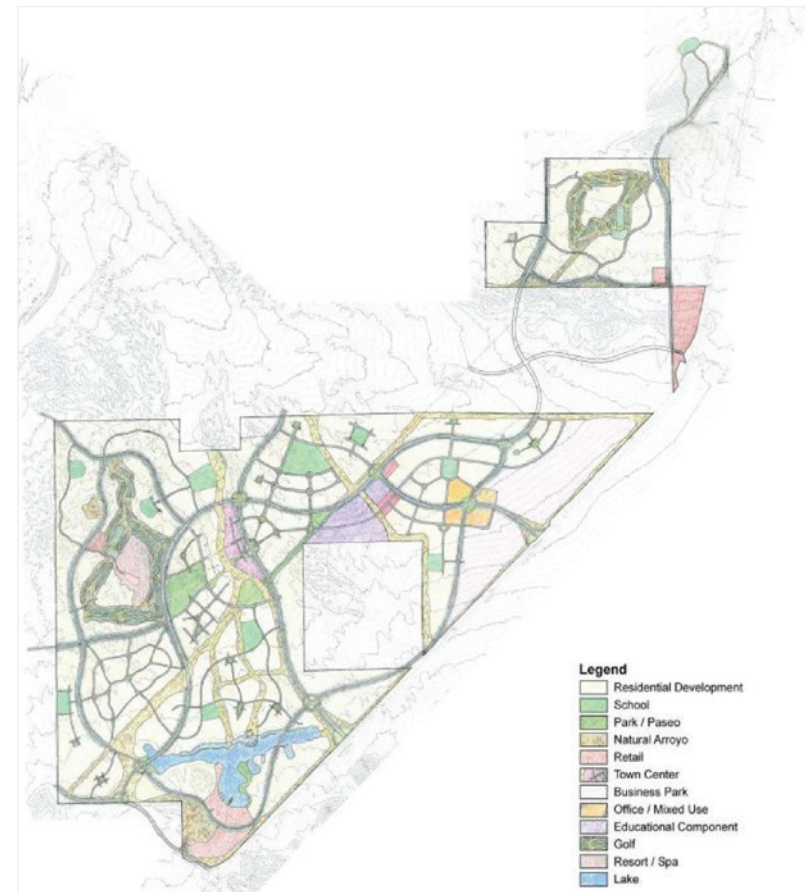 Legend
Residential Development
School
Park / Paseo
Natural Arroyo
Retail
Town Center
Business Park
Office / Mixed Use
Educational Component
Golf
Resort / Spa
Lake